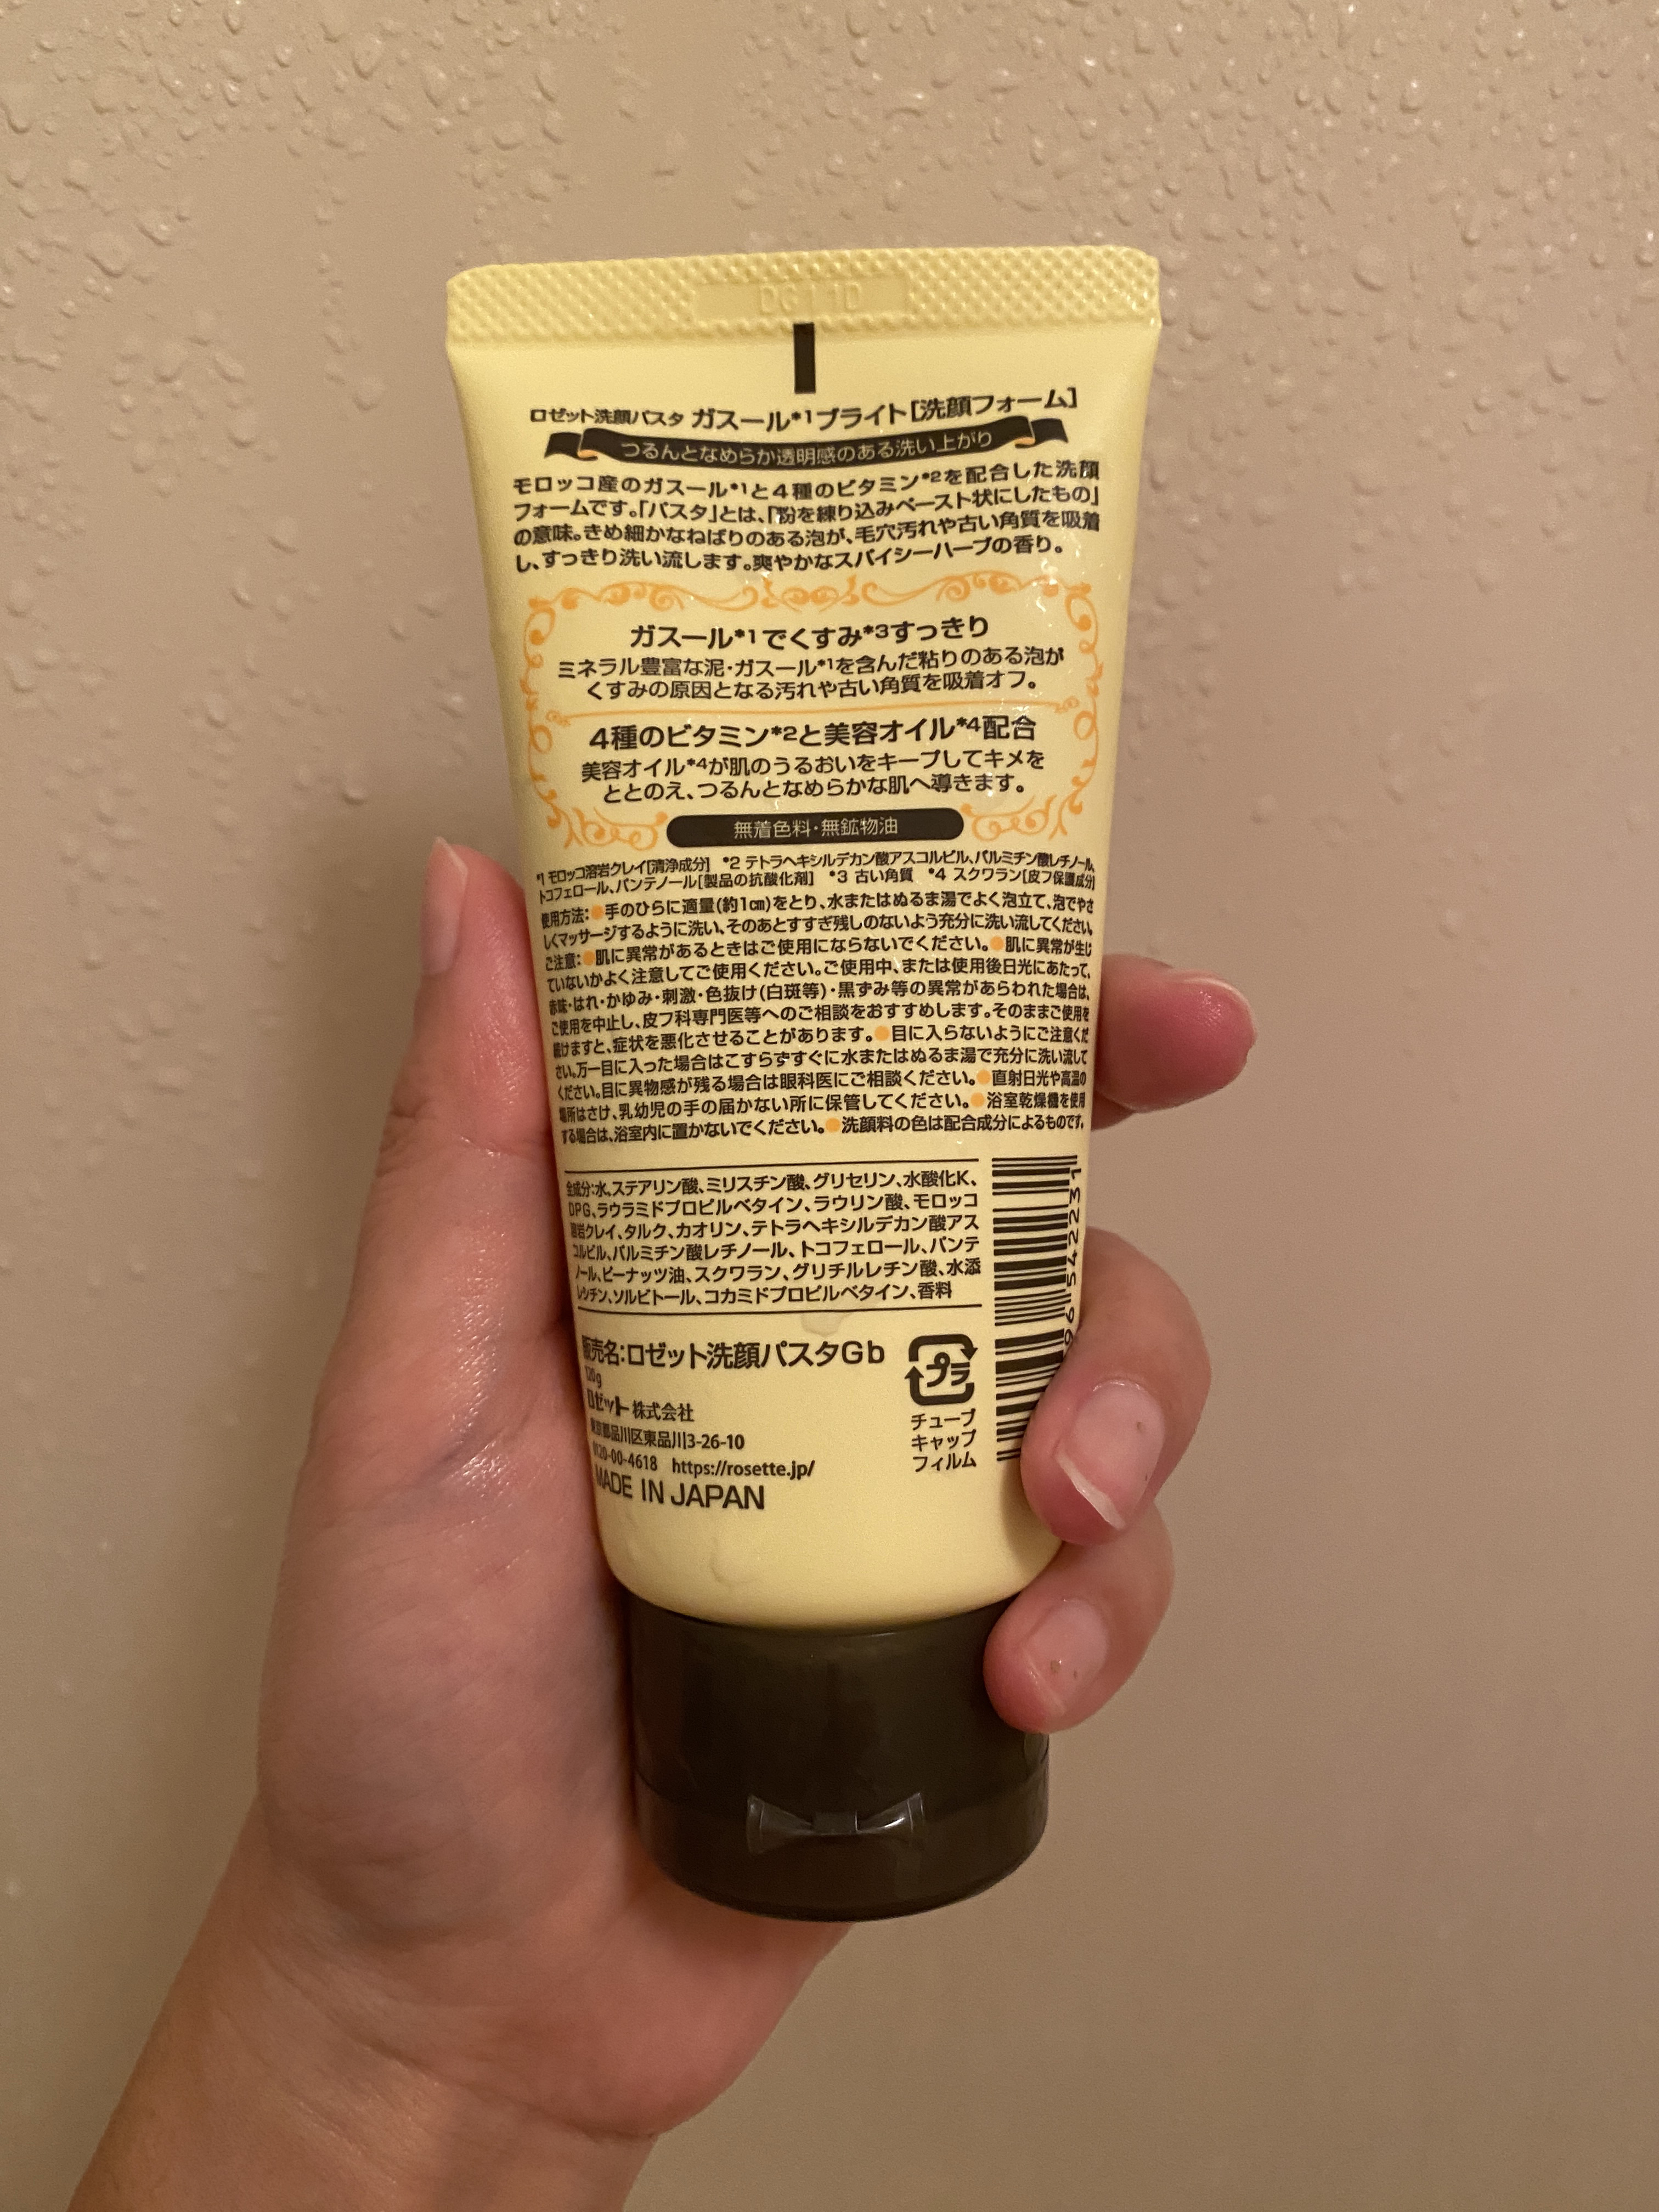 DG11D
ロゼット洗顔パスタ ガスール*1ブライト[洗顔フォーム]
つるんとなめらか透明感のある洗い上がり
モロッコ産のガスール*1と4種のビタミン*2を配合した洗顔
フォームです。「パスタ」とは、「粉を練り込みペースト状にしたもの」
の意味。きめ細かなねばりのある泡が、毛穴汚れや古い角質を吸着
し、すっきり洗い流します。爽やかなスパイシーハーブの香り。
ガスール*1でくすみ*3すっきり
ミネラル豊富な泥・ガスール*1を含んだ粘りのある泡が
くすみの原因となる汚れや古い角質を吸着オフ。
4種のビタミン*2と美容オイル*4配合
美容オイル*4が肌のうるおいをキープしてキメを
ととのえ、つるんとなめらかな肌へ導きます。
無着色料・無鉱物油
*1 モロッコ溶岩クレイ[清浄成分] *2 テトラヘキシルデカン酸アスコルビル、パルミチン酸レチノール、
トコフェロール、パンテノール[製品の抗酸化剤] *3 古い角質 *4 スクワラン[皮フ保護成分]
使用方法:●手のひらに適量(約1㎝)をとり、水またはぬるま湯でよく泡立て、泡でやさ
しくマッサージするように洗い、そのあとすすぎ残しのないよう充分に洗い流してください。
ご注意:●肌に異常があるときはご使用にならないでください。●肌に異常が生じ
ていないかよく注意してご使用ください。ご使用中、または使用後日光にあたって、
赤味・はれ・かゆみ・刺激・色抜け(白斑等)・黒ずみ等の異常があらわれた場合は、
ご使用を中止し、皮フ科専門医等へのご相談をおすすめします。そのままご使用を
続けますと、症状を悪化させることがあります。●目に入らないようにご注意くだ
さい。万一目に入った場合はこすらずすぐに水またはぬるま湯で充分に洗い流して
ください。目に異物感が残る場合は眼科医にご相談ください。●直射日光や高温の
場所はさけ、乳幼児の手の届かない所に保管してください。●浴室乾燥機を使用
する場合は、浴室内に置かないでください。●洗顔料の色は配合成分によるものです。
全成分:水、ステアリン酸、ミリスチン酸、グリセリン、水酸化K、
DPG、ラウラミドプロピルベタイン、ラウリン酸、モロッコ
溶岩クレイ、タルク、カオリン、テトラヘキシルデカン酸アス
コルビル、パルミチン酸レチノール、トコフェロール、パンテ
ノール、ピーナッツ油、スクワラン、グリチルレチン酸、水添
レシチン、ソルビトール、コカミドプロピルベタイン、香料
販売名:ロゼット洗顔パスタGb
120g
ロゼット株式会社
東京都品川区東品川3-26-10
0120-00-4618 https://rosette.jp/
MADE IN JAPAN
プラ
チューブ
キャップ
フィルム
96 542231